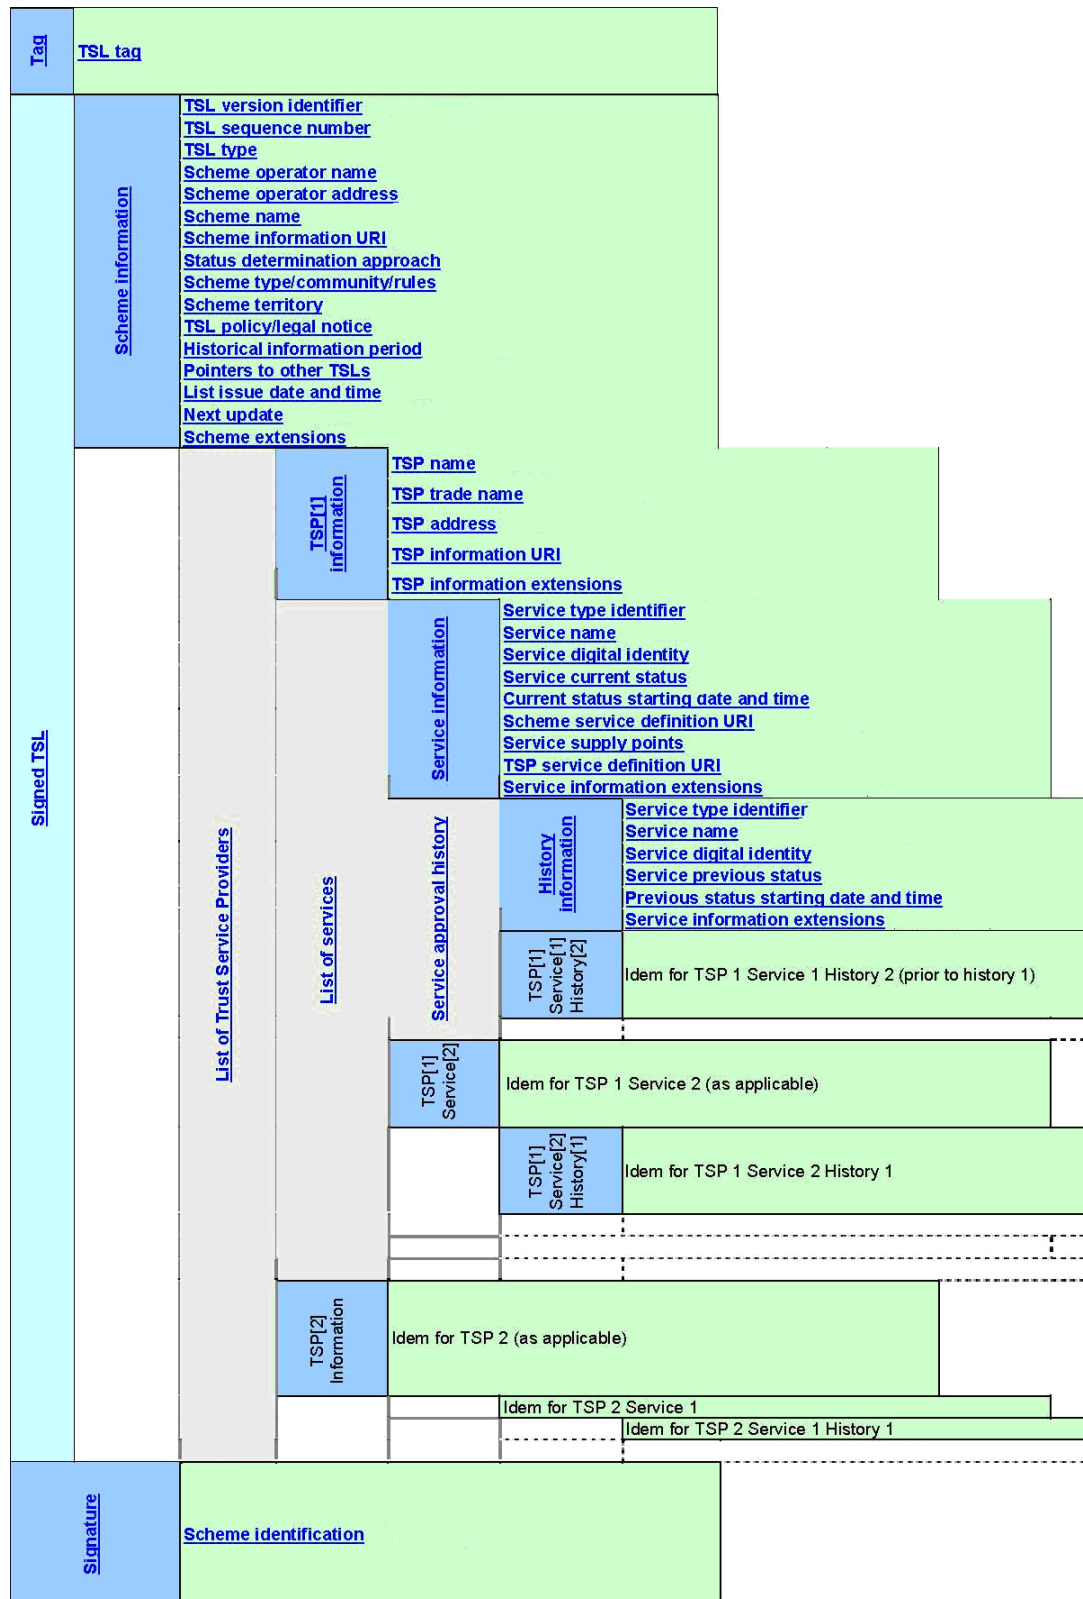 Tag
TSL tag
Signed TSL
Scheme information
TSL version identifier
TSL sequence number
TSL type
Scheme operator name
Scheme operator address
Scheme name
Scheme information URI
Status determination approach
Scheme type/community/rules
Scheme territory
TSL policy/legal notice
Historical information period
Pointers to other TSLs
List issue date and time
Next update
Scheme extensions
List of Trust Service Providers
TSP[1]
information
TSP name
TSP trade name
TSP address
TSP information URI
TSP information extensions
List of services
Service information
Service type identifier
Service name
Service digital identity
Service current status
Current status starting date and time
Scheme service definition URI
Service supply points
TSP service definition URI
Service information extensions
Service approval history
History
information
Service type identifier
Service name
Service digital identity
Service previous status
Previous status starting date and time
Service information extensions
TSP[1]
Service[1]
History[2]
Idem for TSP 1 Service 1 History 2 (prior to history 1)
TSP[1]
Service[2]
Idem for TSP 1 Service 2 (as applicable)
TSP[1]
Service[2]
History[1]
Idem for TSP 1 Service 2 History 1
TSP[2]
Information
Idem for TSP 2 (as applicable)
Idem for TSP 2 Service 1
Idem for TSP 2 Service 1 History 1
Signature
Scheme identification